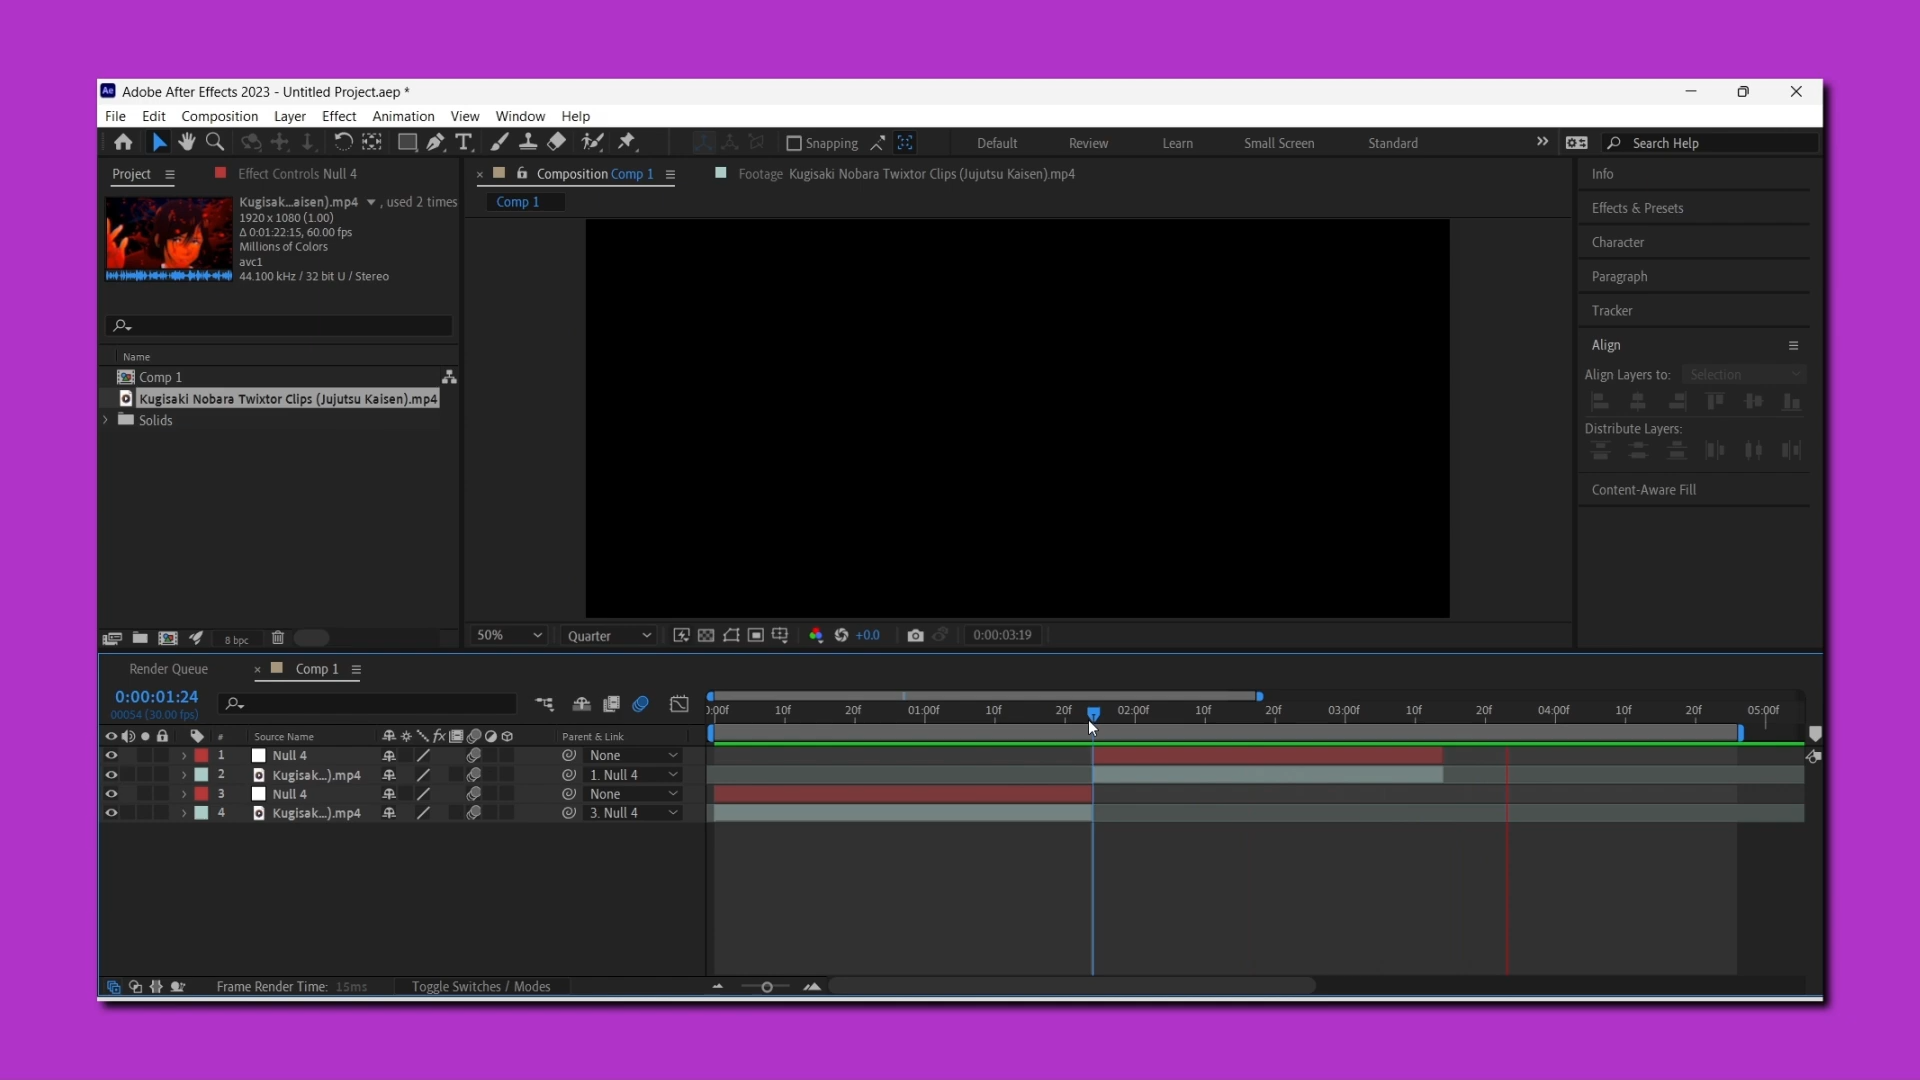 Ae Adobe After Effects 2023 - Untitled Project.aep *
File Edit Composition Layer Effect Animation View Window Help
Snapping Default Review Learn Small Screen Standard Search Help
Project Effect Controls Null 4 × Composition Comp 1 Footage Kugisaki Nobara Twixtor Clips (Jujutsu Kaisen).mp4 Info
Kugisak...aisen).mp4 , used 2 times Comp 1
1920 x 1080 (1.00)
Δ 0:01:22:15, 60.00 fps
Millions of Colors
avc1
44.100 kHz / 32 bit U / Stereo
Effects & Presets
Character
Paragraph
Tracker
Align
Align Layers to: Selection
Distribute Layers:
Content-Aware Fill
Name
Comp 1
Kugisaki Nobara Twixtor Clips (Jujutsu Kaisen).mp4
Solids
8 bpc 50% Quarter +0.0 0:00:03:19
Render Queue × Comp 1
0:00:01:24
00054 (30.00 fps)
):00f 10f 20f 01:00f 10f 20f 02:00f 10f 20f 03:00f 10f 20f 04:00f 10f 20f 05:00f
# Source Name fx Parent & Link
1 Null 4 None
2 Kugisak...).mp4 1. Null 4
3 Null 4 None
4 Kugisak...).mp4 3. Null 4
Frame Render Time: 15ms Toggle Switches / Modes